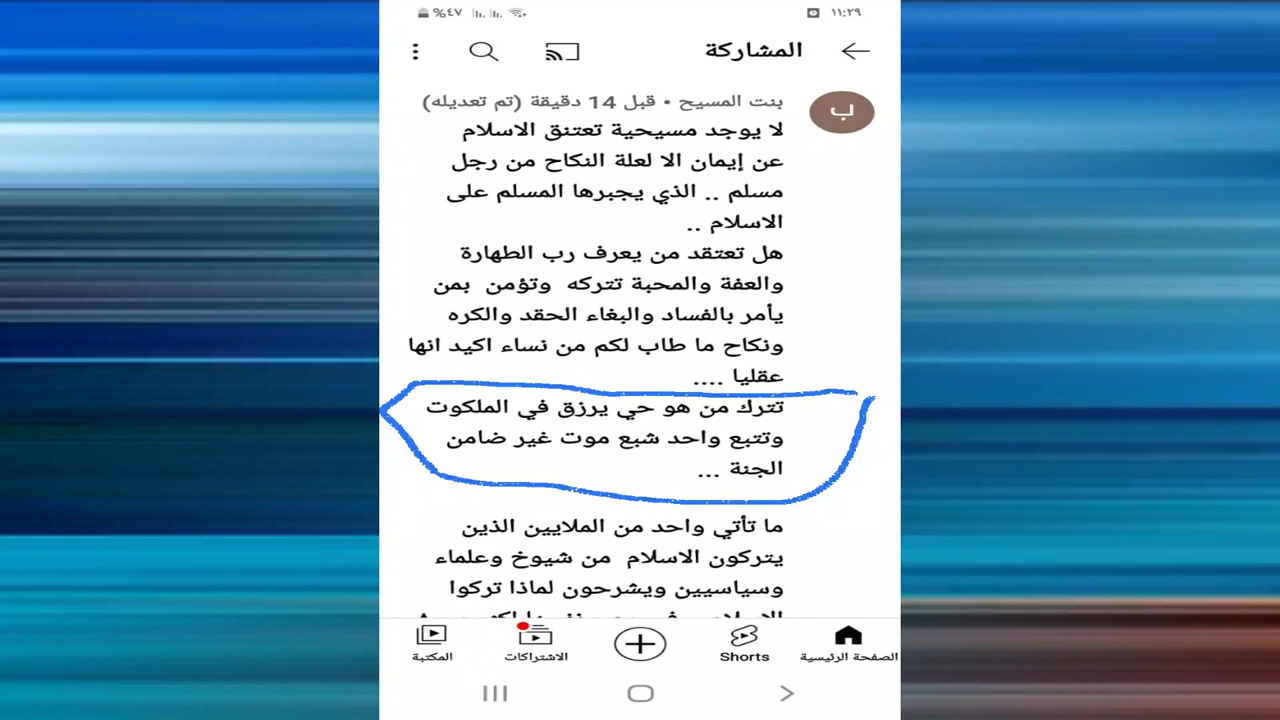 ١١:٢٩ %٤٧
المشاركة
ب
بنت المسيح • قبل 14 دقيقة (تم تعديله)
لا يوجد مسيحية تعتنق الاسلام
عن إيمان الا لعلة النكاح من رجل
مسلم .. الذي يجبرها المسلم على
الاسلام ..
هل تعتقد من يعرف رب الطهارة
والعفة والمحبة تتركه وتؤمن بمن
يأمر بالفساد والبغاء الحقد والكره
ونكاح ما طاب لكم من نساء اكيد انها
عقليا ....
تترك من هو حي يرزق في الملكوت
وتتبع واحد شبع موت غير ضامن
الجنة ...
ما تأتي واحد من الملايين الذين
يتركون الاسلام من شيوخ وعلماء
وسياسيين ويشرحون لماذا تركوا
الصفحة الرئيسية Shorts الاشتراكات المكتبة